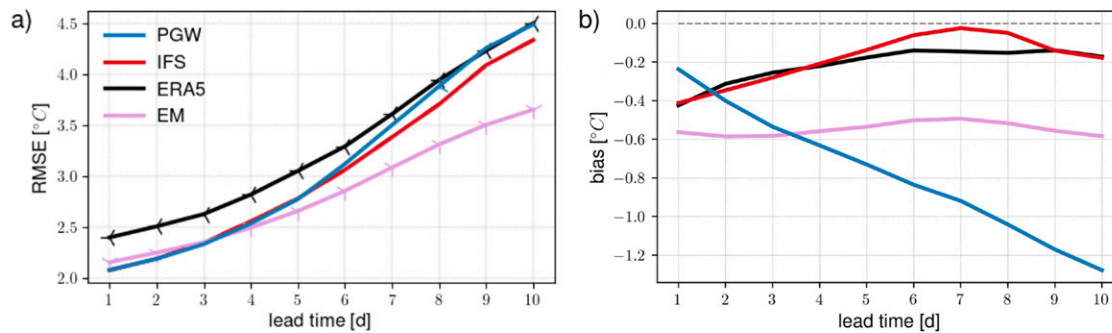 a)
PGW
IFS
ERA5
EM
RMSE [°C]
4.5
4.0
3.5
3.0
2.5
2.0
1 2 3 4 5 6 7 8 9 10
lead time [d]
b)
bias [°C]
0.0
−0.2
−0.4
−0.6
−0.8
−1.0
−1.2
1 2 3 4 5 6 7 8 9 10
lead time [d]